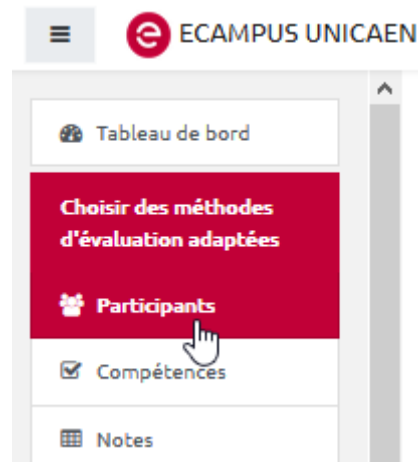 ECAMPUS UNICAEN
Tableau de bord
Choisir des méthodes
d'évaluation adaptées
Participants
Compétences
Notes